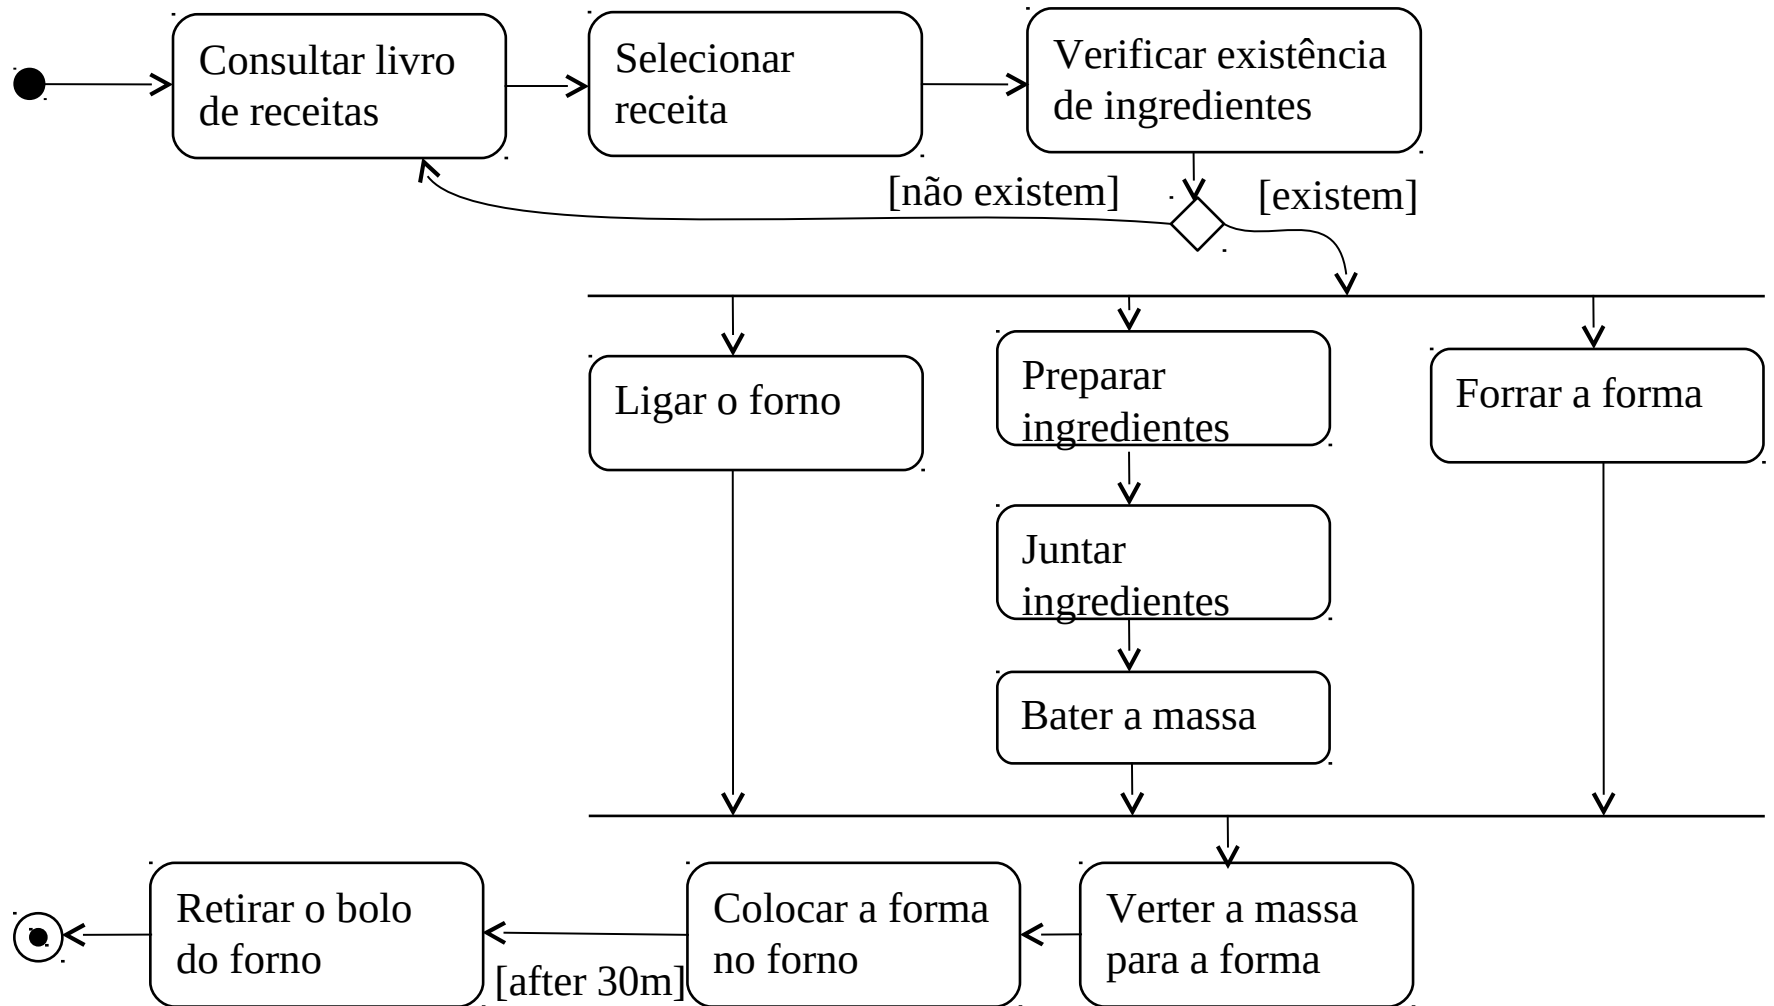 Consultar livro
de receitas
Selecionar
receita
Verificar existência
de ingredientes
[não existem]
[existem]
Ligar o forno
Preparar
ingredientes
Forrar a forma
Juntar
ingredientes
Bater a massa
Retirar o bolo
do forno
[after 30m]
Colocar a forma
no forno
Verter a massa
para a forma